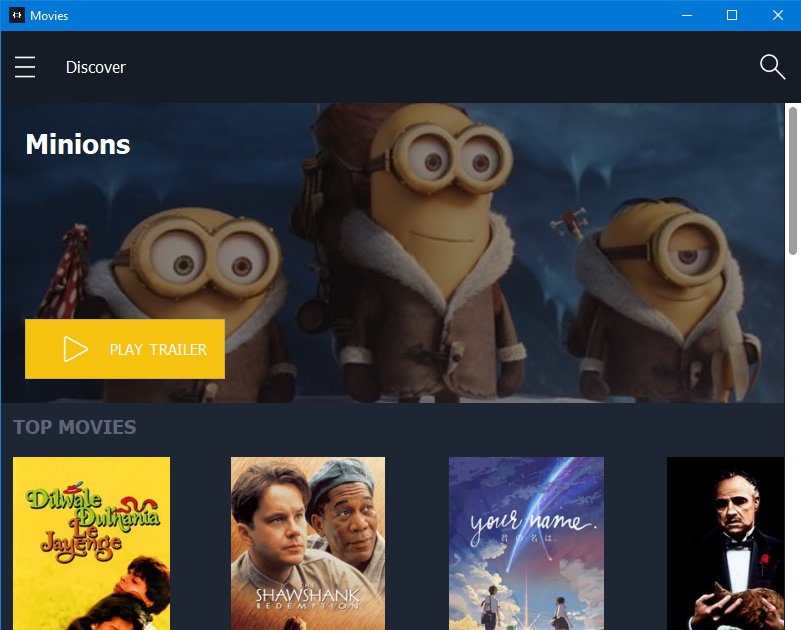 Movies
Discover
Minions
PLAY TRAILER
TOP MOVIES
Dilwale
Dulhania
Le
Jayenge
THE
SHAWSHANK
REDEMPTION
your name.
君の名は。